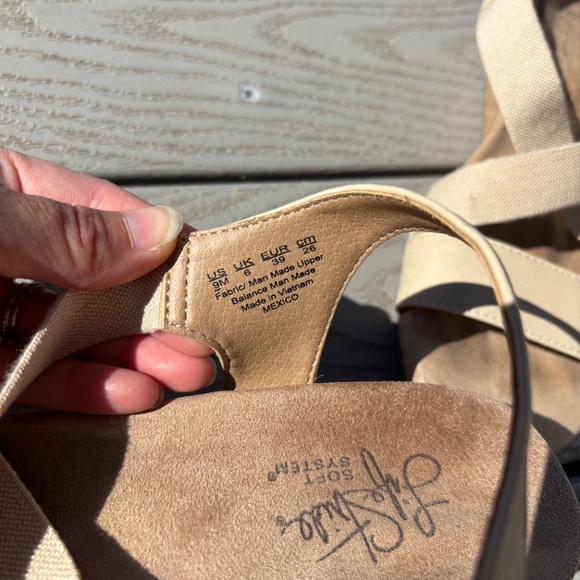 US UK EUR cm
9M 6 39 26
Fabric/ Man Made Upper
Balance Man Made
Made in Vietnam
MEXICO
LifeStride®
SOFT
SYSTEM®